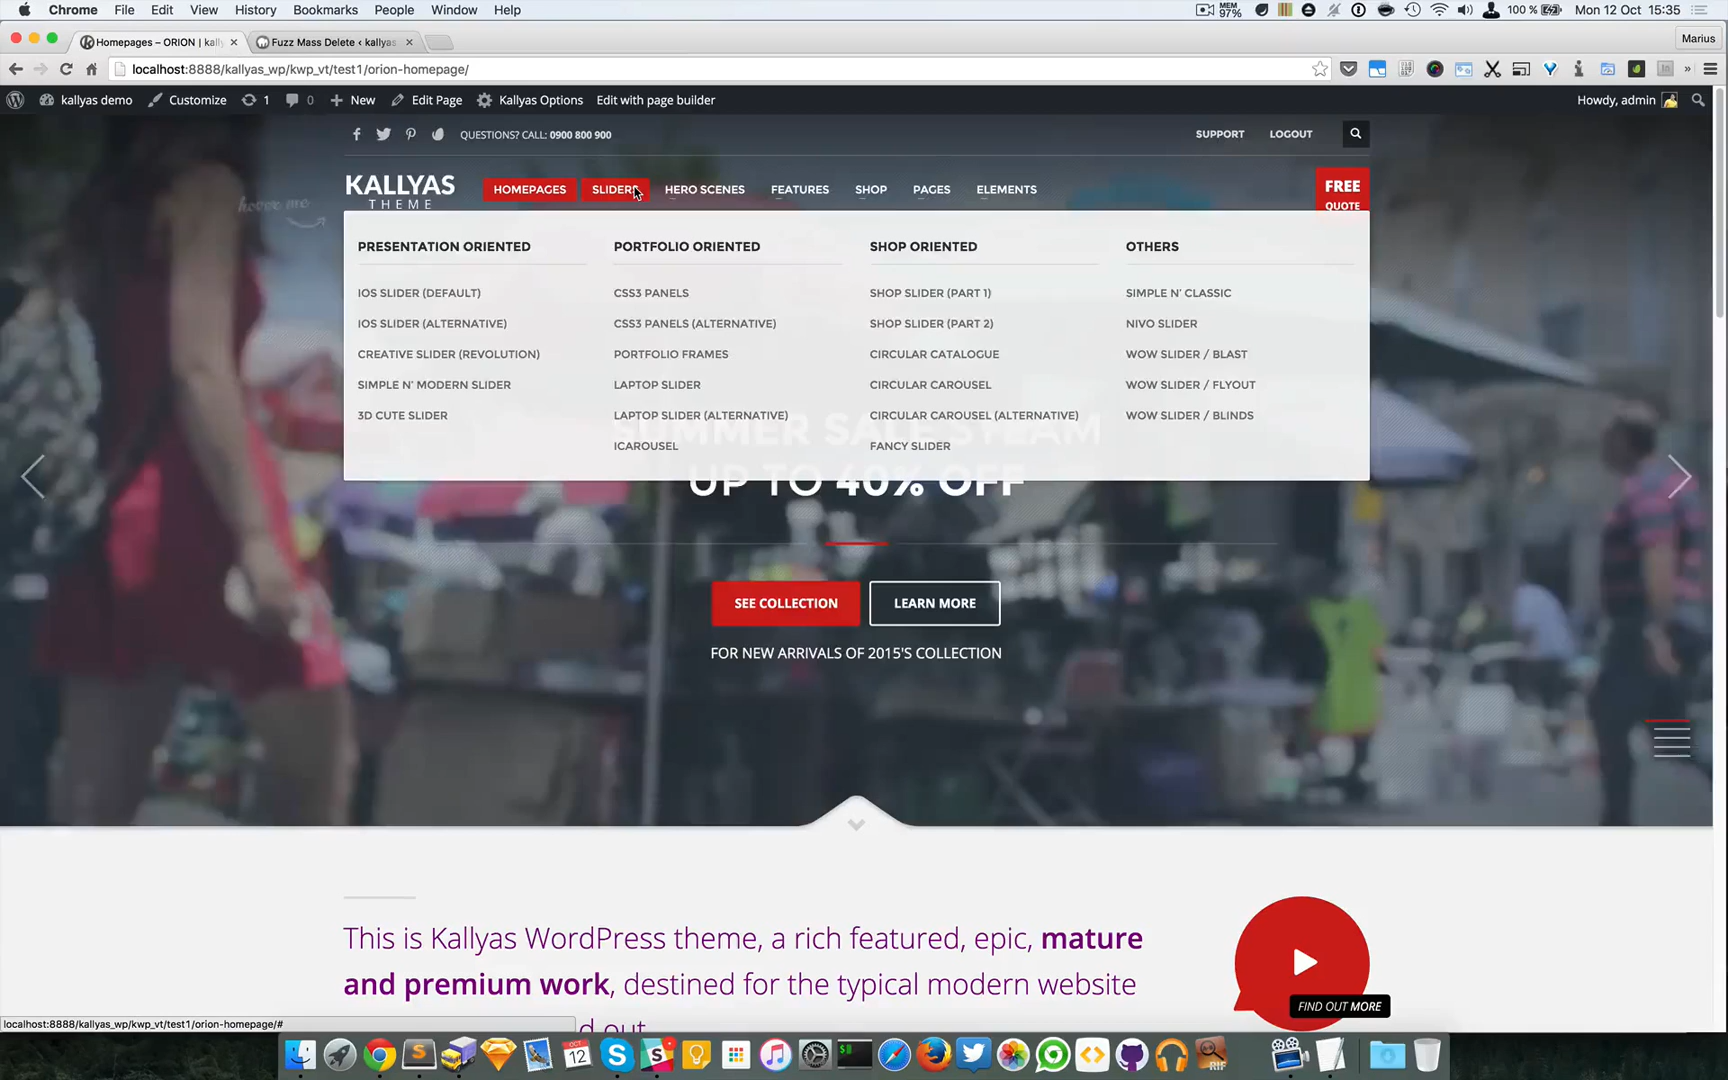 Chrome File Edit View History Bookmarks People Window Help
MEM 97% 100 % Mon 12 Oct 15:35
Homepages – ORION | kall
Fuzz Mass Delete ‹ kallyas
Marius
localhost:8888/kallyas_wp/kwp_vt/test1/orion-homepage/
kallyas demo Customize 1 0 New Edit Page Kallyas Options Edit with page builder
Howdy, admin
QUESTIONS? CALL: 0900 800 900
SUPPORT LOGOUT
KALLYAS
THEME
HOMEPAGES SLIDERS HERO SCENES FEATURES SHOP PAGES ELEMENTS
FREE
QUOTE
hover me
PRESENTATION ORIENTED
IOS SLIDER (DEFAULT)
IOS SLIDER (ALTERNATIVE)
CREATIVE SLIDER (REVOLUTION)
SIMPLE N' MODERN SLIDER
3D CUTE SLIDER
PORTFOLIO ORIENTED
CSS3 PANELS
CSS3 PANELS (ALTERNATIVE)
PORTFOLIO FRAMES
LAPTOP SLIDER
LAPTOP SLIDER (ALTERNATIVE)
ICAROUSEL
SHOP ORIENTED
SHOP SLIDER (PART 1)
SHOP SLIDER (PART 2)
CIRCULAR CATALOGUE
CIRCULAR CAROUSEL
CIRCULAR CAROUSEL (ALTERNATIVE)
FANCY SLIDER
OTHERS
SIMPLE N' CLASSIC
NIVO SLIDER
WOW SLIDER / BLAST
WOW SLIDER / FLYOUT
WOW SLIDER / BLINDS
SUMMER SALE STEAM
UP TO 40% OFF
SEE COLLECTION
LEARN MORE
FOR NEW ARRIVALS OF 2015'S COLLECTION
This is Kallyas WordPress theme, a rich featured, epic, mature
and premium work, destined for the typical modern website
d out
FIND OUT MORE
localhost:8888/kallyas_wp/kwp_vt/test1/orion-homepage/#